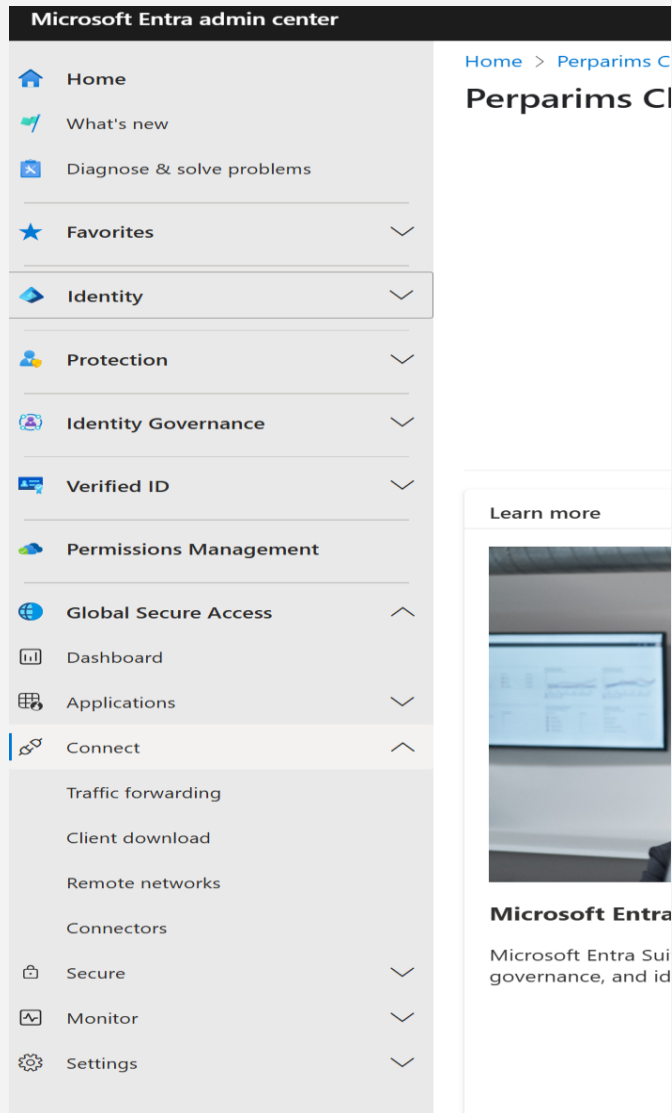 Microsoft Entra admin center
Home
What's new
Diagnose & solve problems
Favorites
Identity
Protection
Identity Governance
Verified ID
Permissions Management
Global Secure Access
Dashboard
Applications
Connect
Traffic forwarding
Client download
Remote networks
Connectors
Secure
Monitor
Settings
Home > Perparims C
Perparims Cl
Learn more
Microsoft Entra
Microsoft Entra Sui
governance, and id